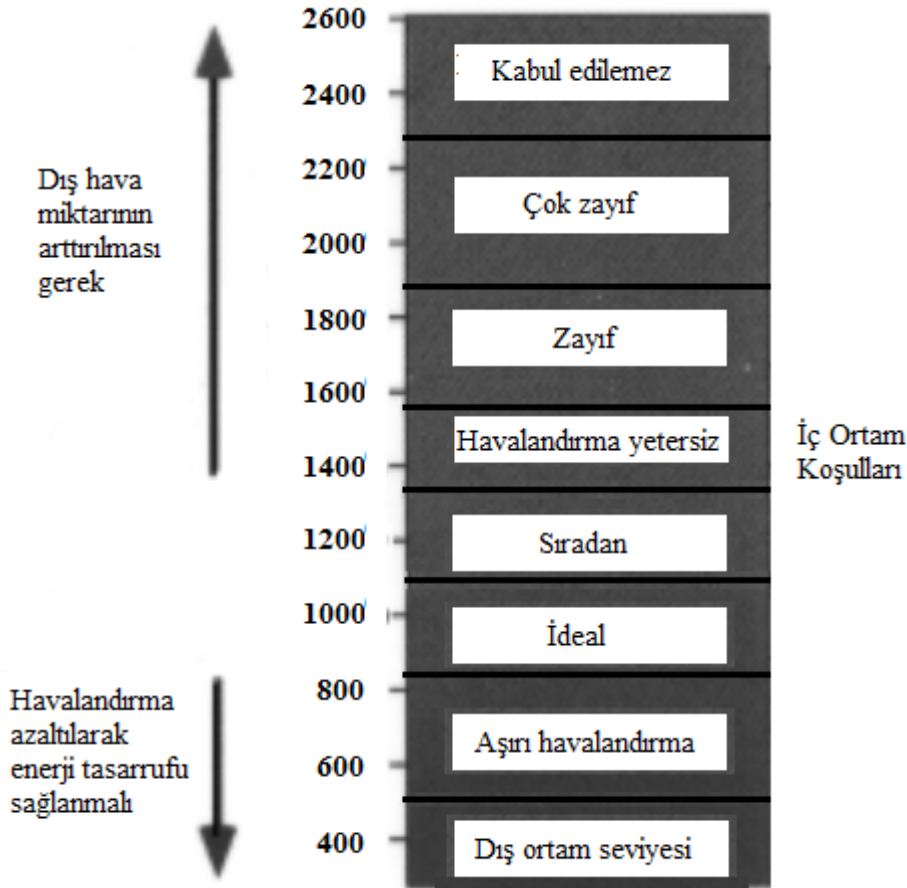 2600
Kabul edilemez
2400
2200
Dış hava
miktarının
arttırılması
gerek
Çok zayıf
2000
1800
Zayıf
1600
Havalandırma yetersiz
İç Ortam
Koşulları
1400
1200
Sıradan
1000
İdeal
800
Havalandırma
azaltılarak
enerji tasarrufu
sağlanmalı
Aşırı havalandırma
600
400
Dış ortam seviyesi